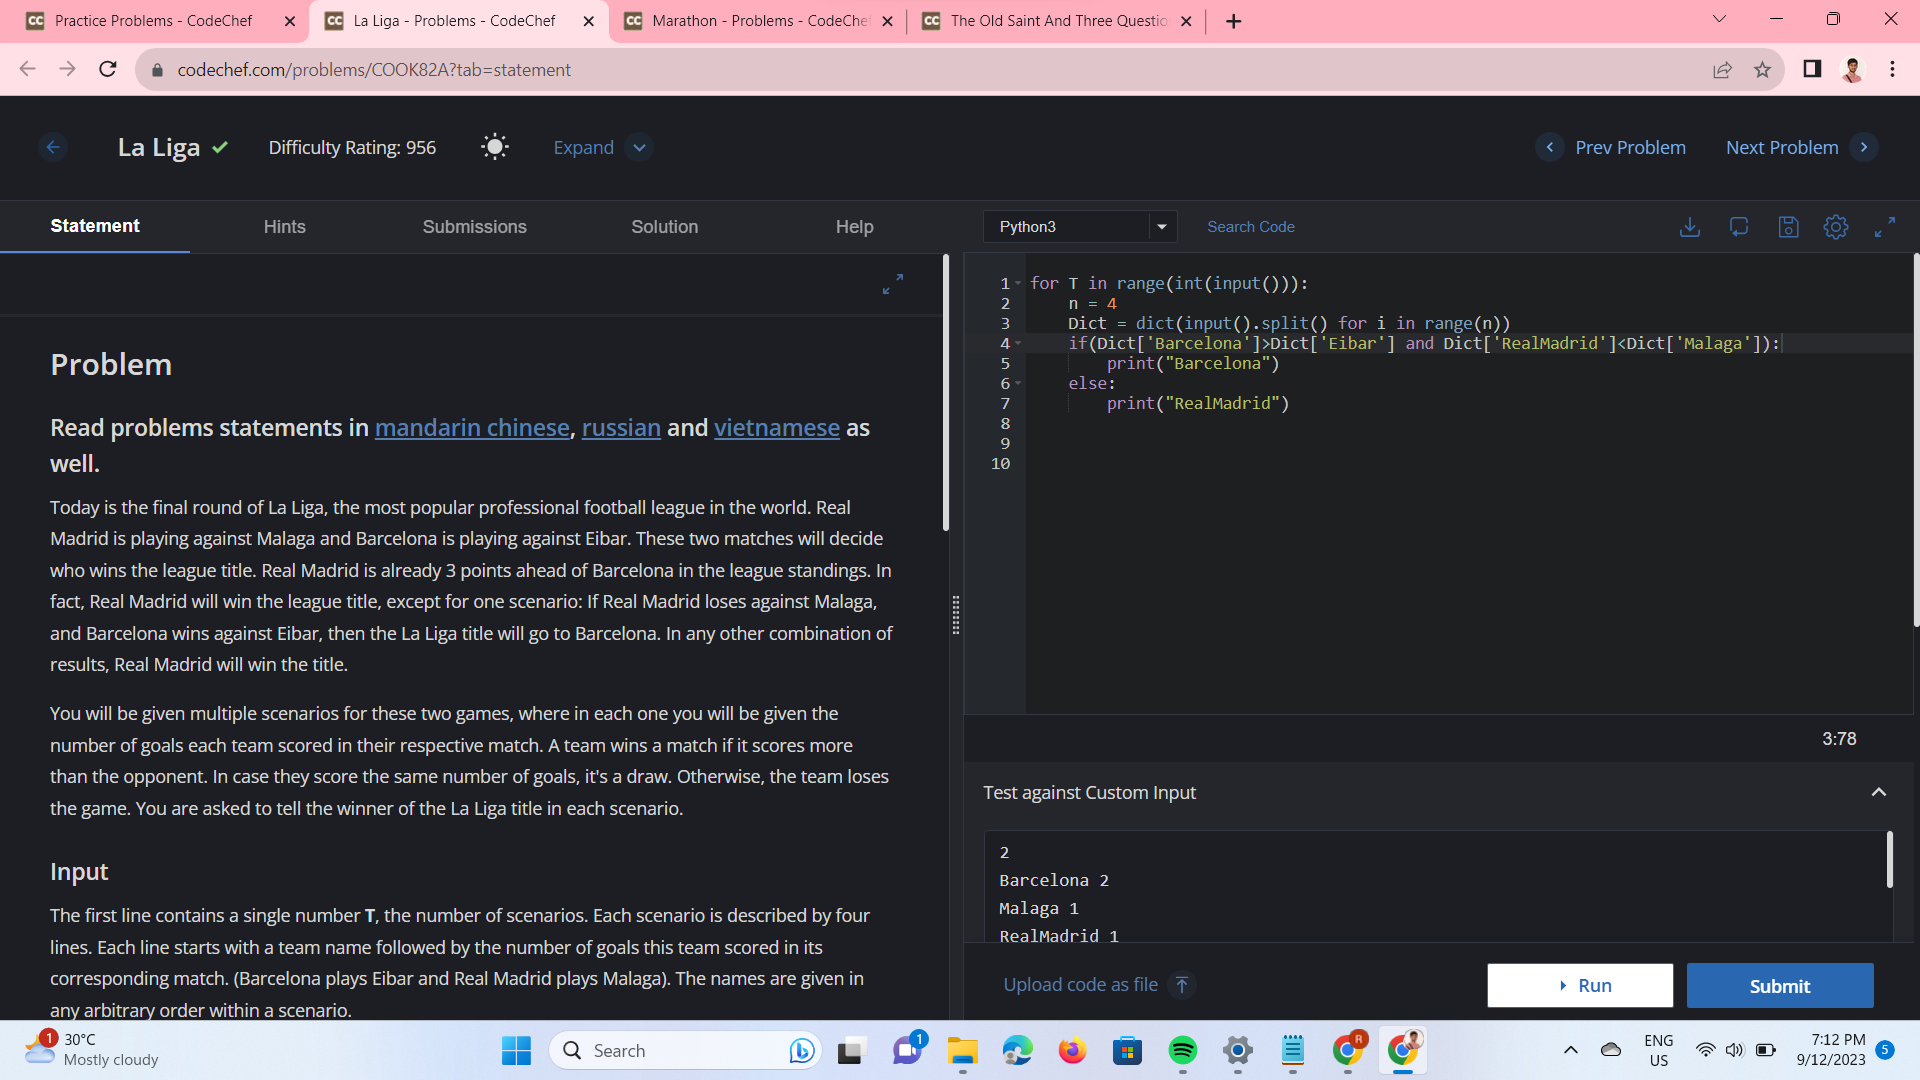 CC Practice Problems - CodeChef
CC La Liga - Problems - CodeChef
CC Marathon - Problems - CodeChef
CC The Old Saint And Three Questio
codechef.com/problems/COOK82A?tab=statement
La Liga
Difficulty Rating: 956
Expand
Prev Problem
Next Problem
Statement
Hints
Submissions
Solution
Help
Python3
Search Code
Problem
Read problems statements in mandarin chinese, russian and vietnamese as
well.
Today is the final round of La Liga, the most popular professional football league in the world. Real
Madrid is playing against Malaga and Barcelona is playing against Eibar. These two matches will decide
who wins the league title. Real Madrid is already 3 points ahead of Barcelona in the league standings. In
fact, Real Madrid will win the league title, except for one scenario: If Real Madrid loses against Malaga,
and Barcelona wins against Eibar, then the La Liga title will go to Barcelona. In any other combination of
results, Real Madrid will win the title.
You will be given multiple scenarios for these two games, where in each one you will be given the
number of goals each team scored in their respective match. A team wins a match if it scores more
than the opponent. In case they score the same number of goals, it's a draw. Otherwise, the team loses
the game. You are asked to tell the winner of the La Liga title in each scenario.
Input
The first line contains a single number T, the number of scenarios. Each scenario is described by four
lines. Each line starts with a team name followed by the number of goals this team scored in its
corresponding match. (Barcelona plays Eibar and Real Madrid plays Malaga). The names are given in
any arbitrary order within a scenario.
1 for T in range(int(input())):
2 n = 4
3 Dict = dict(input().split() for i in range(n))
4 if(Dict['Barcelona']>Dict['Eibar'] and Dict['RealMadrid']<Dict['Malaga']):
5 print("Barcelona")
6 else:
7 print("RealMadrid")
8
9
10
3:78
Test against Custom Input
2
Barcelona 2
Malaga 1
RealMadrid 1
Upload code as file
Run
Submit
1
30°C
Mostly cloudy
Search
1
R
ENG
US
7:12 PM
9/12/2023
5